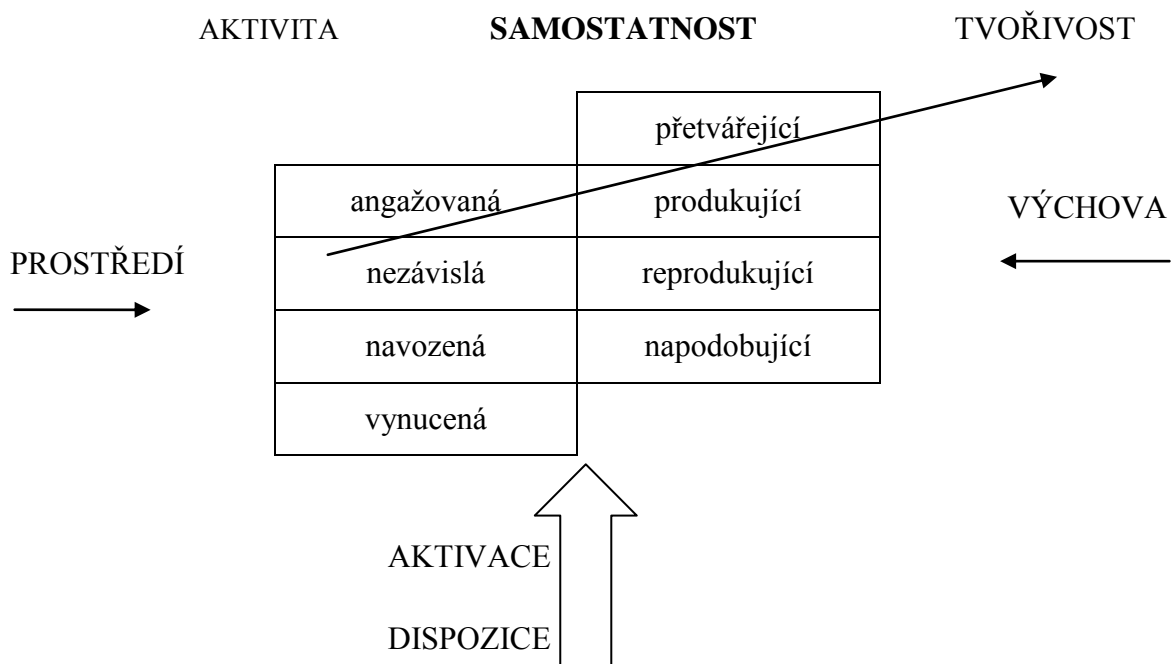 AKTIVITA SAMOSTATNOST TVOŘIVOST
přetvářející
angažovaná produkující
VÝCHOVA
PROSTŘEDÍ
nezávislá reprodukující
navozená napodobující
vynucená
AKTIVACE
DISPOZICE